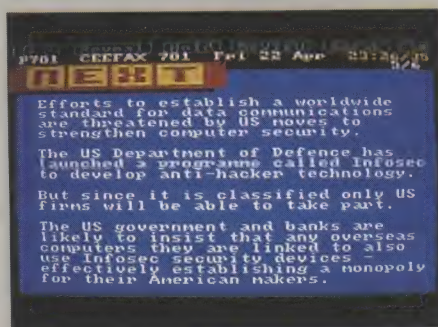 P701 CEEFAX 701 Fri 22 Apr
NEXT
Efforts to establish a worldwide
standard for data communications
are threatened by US moves to
strengthen computer security.
The US Department of Defence has
launched a programme called Infosec
to develop anti-hacker technology.
But since it is classified only US
firms will be able to take part.
The US government and banks are
likely to insist that any overseas
computers they are linked to also
use Infosec security devices -
effectively establishing a monopoly
for their American makers.